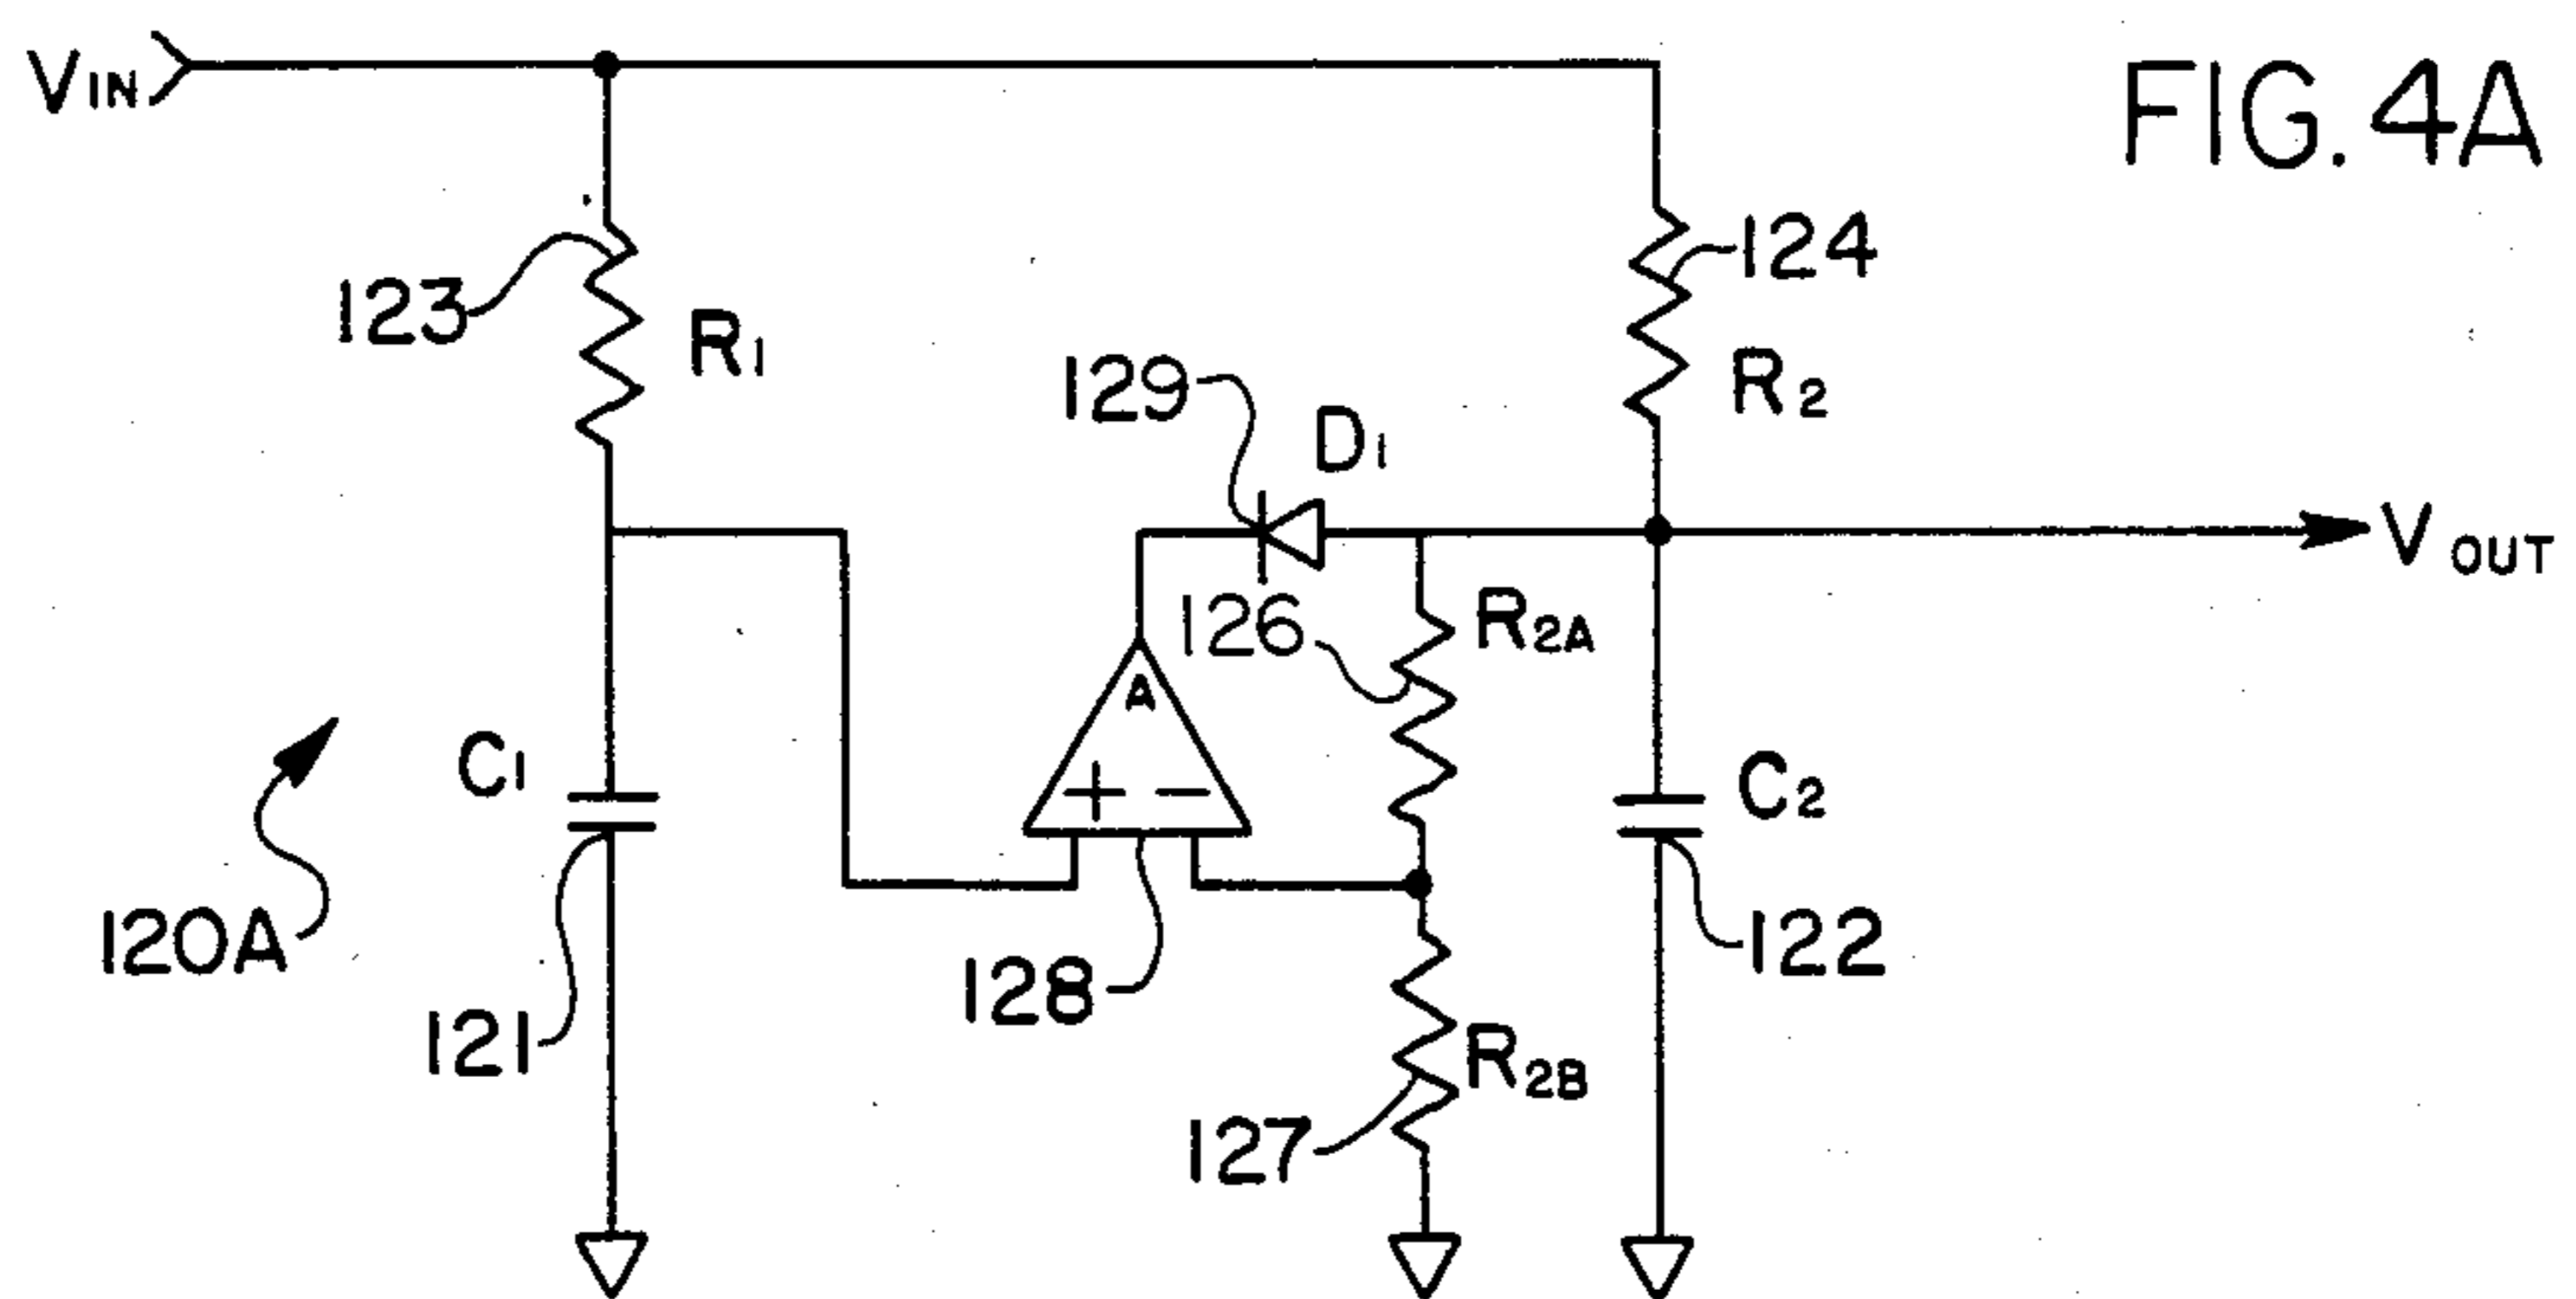 VIN
FIG. 4A
123
R1
124
R2
129
D1
VOUT
126
R2A
A
+ −
C1
C2
120A
121
128
122
R2B
127